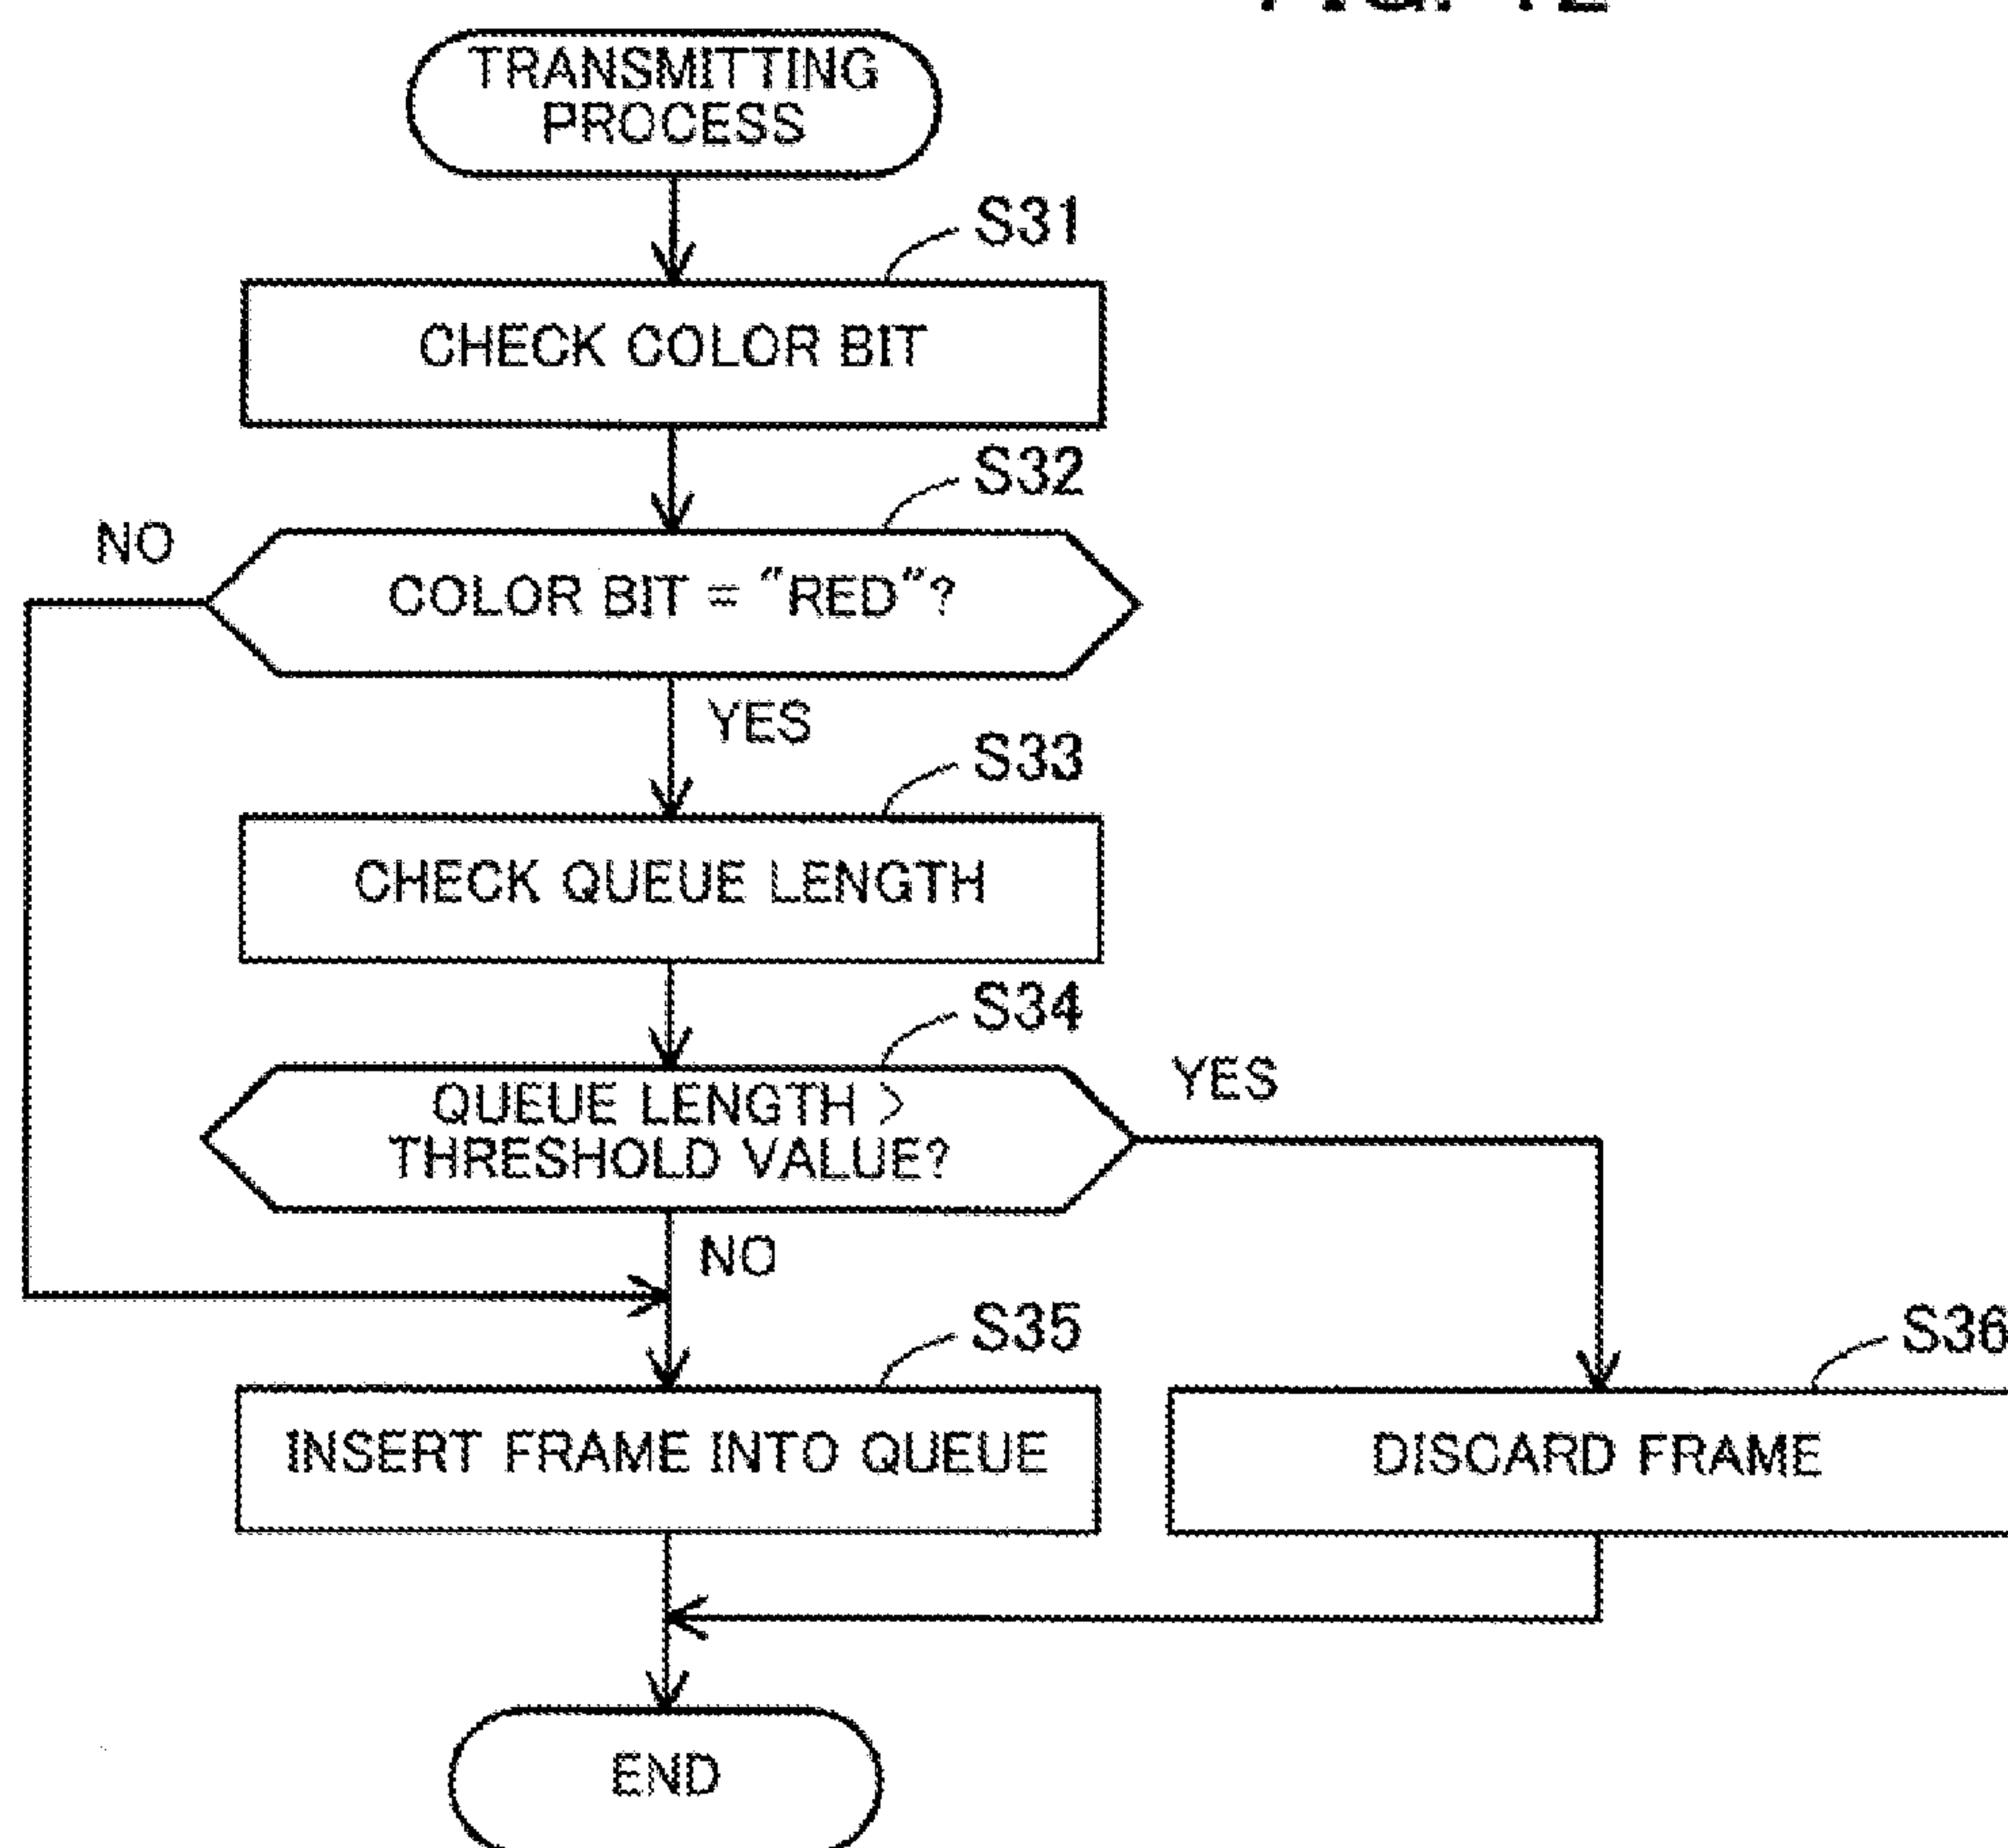 TRANSMITTING
PROCESS
S31
CHECK COLOR BIT
S32
NO
COLOR BIT = "RED"?
YES
S33
CHECK QUEUE LENGTH
S34
QUEUE LENGTH >
THRESHOLD VALUE?
YES
NO
S35
S36
INSERT FRAME INTO QUEUE
DISCARD FRAME
END